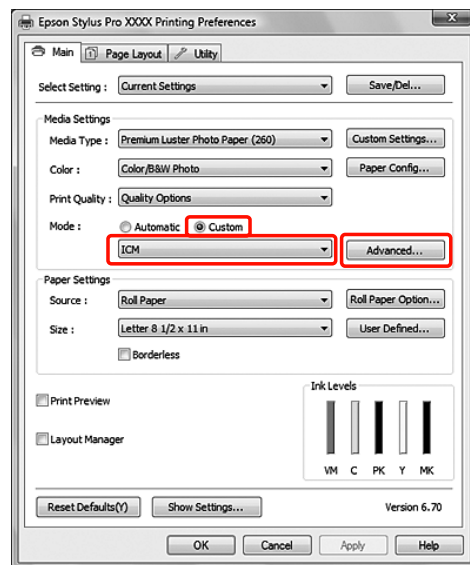 Epson Stylus Pro XXXX Printing Preferences
Main Page Layout Utility
Select Setting : Current Settings Save/Del...
Media Settings
Media Type : Premium Luster Photo Paper (260) Custom Settings...
Color : Color/B&W Photo Paper Config...
Print Quality : Quality Options
Mode : Automatic Custom
ICM Advanced...
Paper Settings
Source : Roll Paper Roll Paper Option...
Size : Letter 8 1/2 x 11 in User Defined...
Borderless
Ink Levels
Print Preview
Layout Manager
VM C PK Y MK
Reset Defaults(Y) Show Settings... Version 6.70
OK Cancel Apply Help